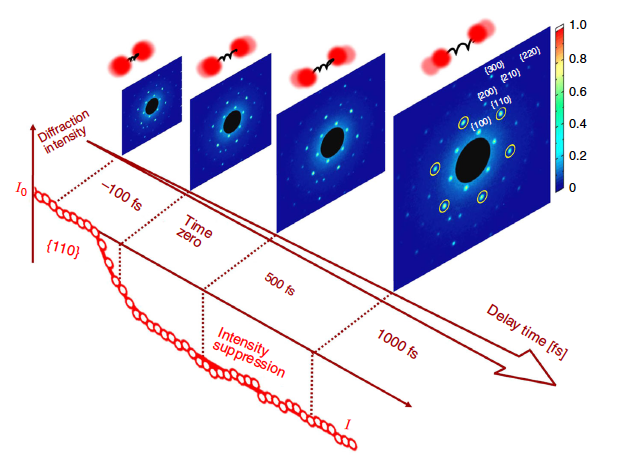 1.0
0.8
0.6
0.4
0.2
0
{220}
{300}
{210}
{200}
{110}
{100}
Diffraction
intensity
I0
{110}
–100 fs
Time
zero
500 fs
1000 fs
Delay time [fs]
Intensity
suppression
I